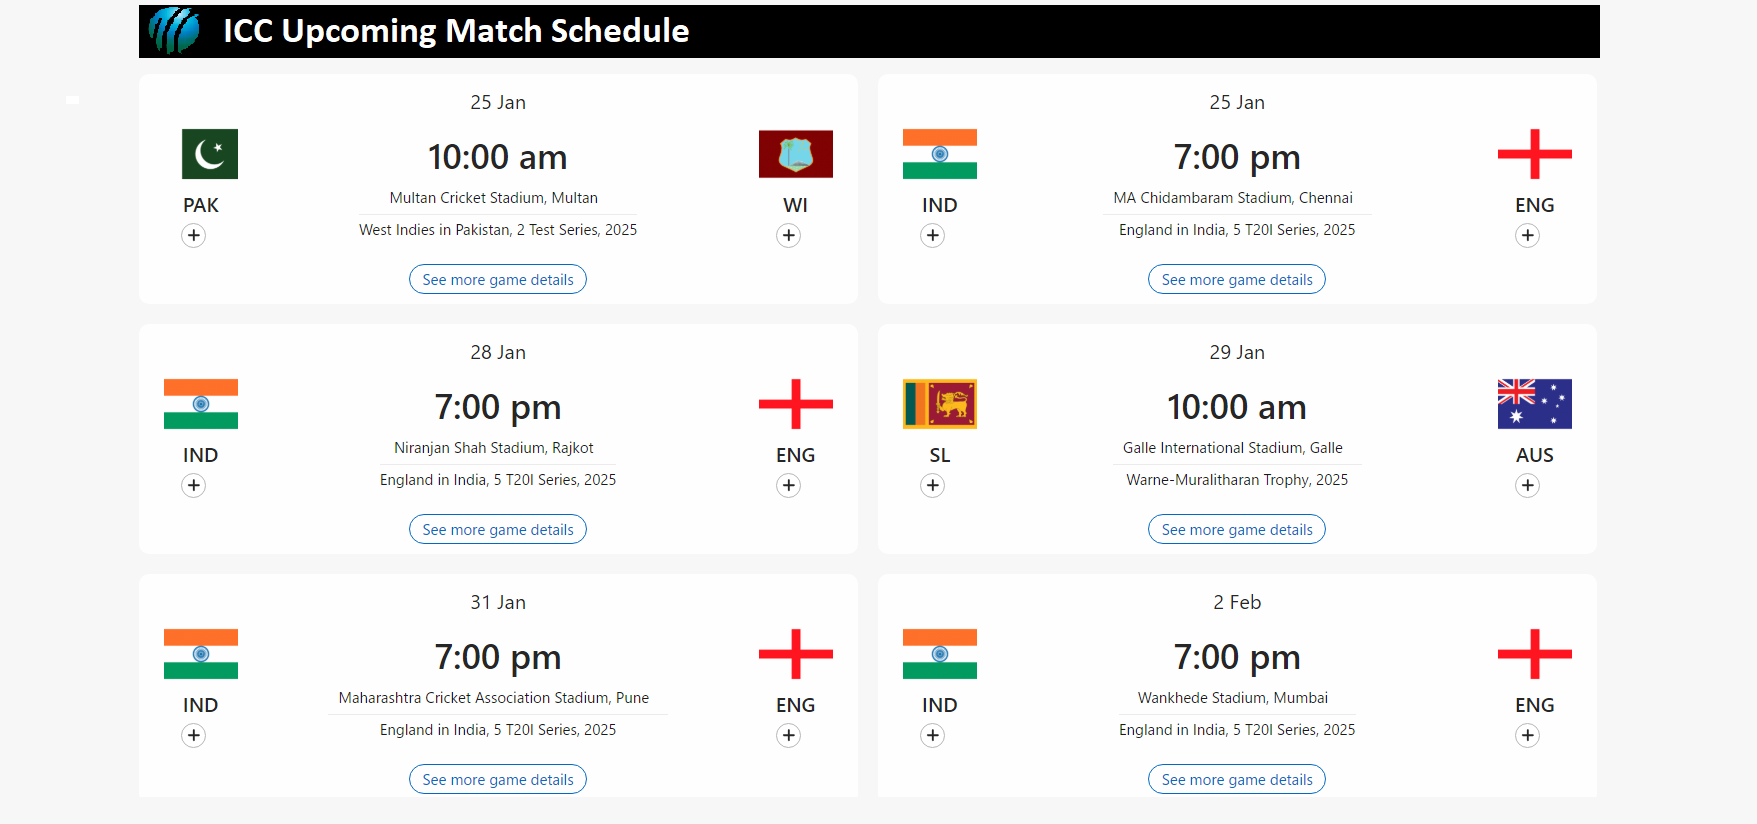 ICC Upcoming Match Schedule
25 Jan
10:00 am
Multan Cricket Stadium, Multan
PAK
WI
West Indies in Pakistan, 2 Test Series, 2025
See more game details
25 Jan
7:00 pm
MA Chidambaram Stadium, Chennai
IND
ENG
England in India, 5 T20I Series, 2025
See more game details
28 Jan
7:00 pm
Niranjan Shah Stadium, Rajkot
IND
ENG
England in India, 5 T20I Series, 2025
See more game details
29 Jan
10:00 am
Galle International Stadium, Galle
SL
AUS
Warne-Muralitharan Trophy, 2025
See more game details
31 Jan
7:00 pm
Maharashtra Cricket Association Stadium, Pune
IND
ENG
England in India, 5 T20I Series, 2025
See more game details
2 Feb
7:00 pm
Wankhede Stadium, Mumbai
IND
ENG
England in India, 5 T20I Series, 2025
See more game details